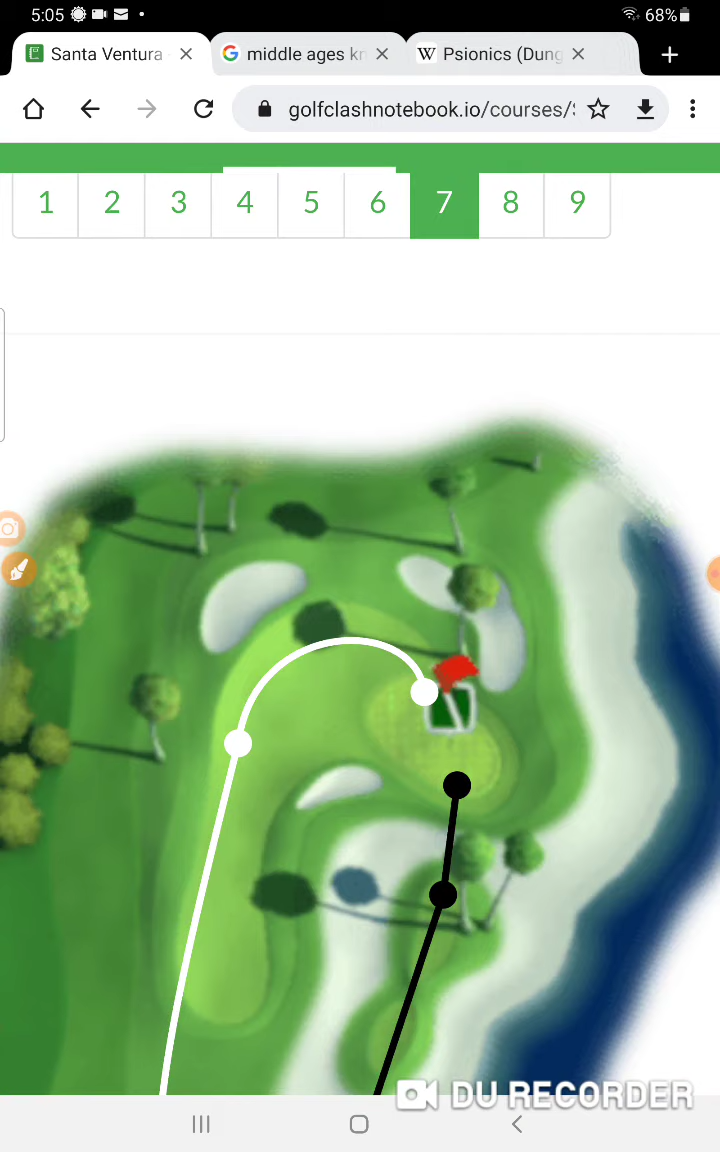 5:05 68%
Santa Ventura middle ages kn Psionics (Dung
golfclashnotebook.io/courses/S
1 2 3 4 5 6 7 8 9
DU RECORDER